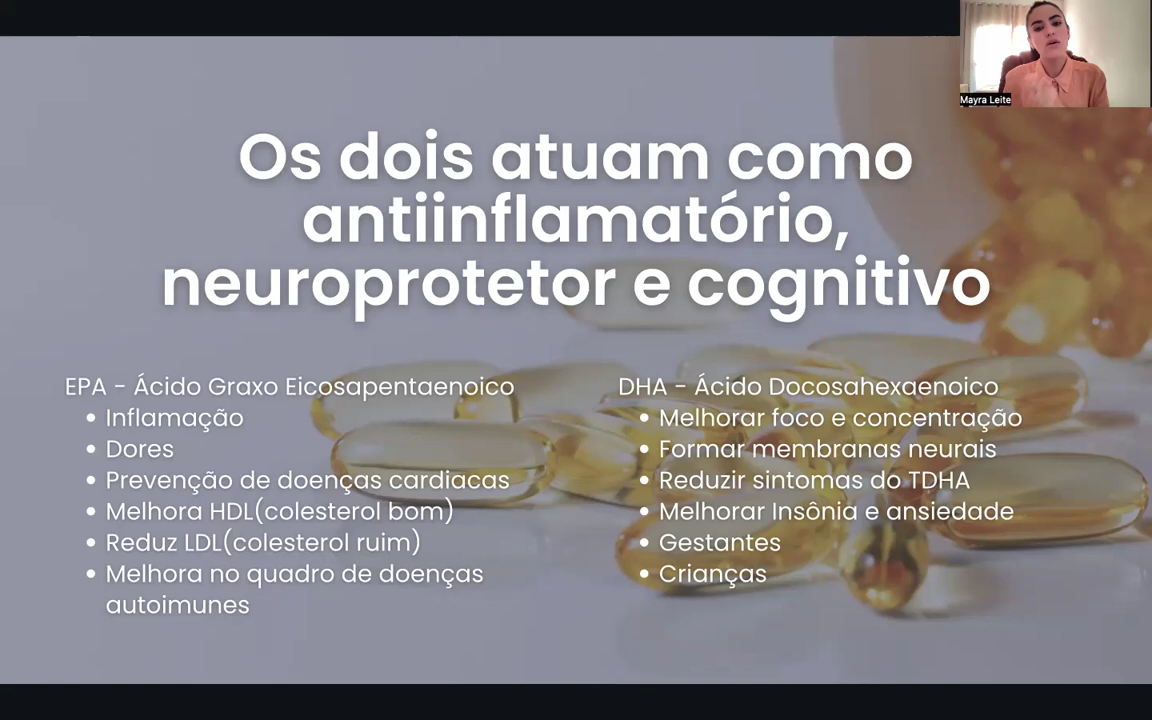 Mayra Leite
Os dois atuam como
antiinflamatório,
neuroprotetor e cognitivo
EPA - Ácido Graxo Eicosapentaenoico
• Inflamação
• Dores
• Prevenção de doenças cardiacas
• Melhora HDL(colesterol bom)
• Reduz LDL(colesterol ruim)
• Melhora no quadro de doenças
autoimunes
DHA - Ácido Docosahexaenoico
• Melhorar foco e concentração
• Formar membranas neurais
• Reduzir sintomas do TDHA
• Melhorar Insônia e ansiedade
• Gestantes
• Crianças